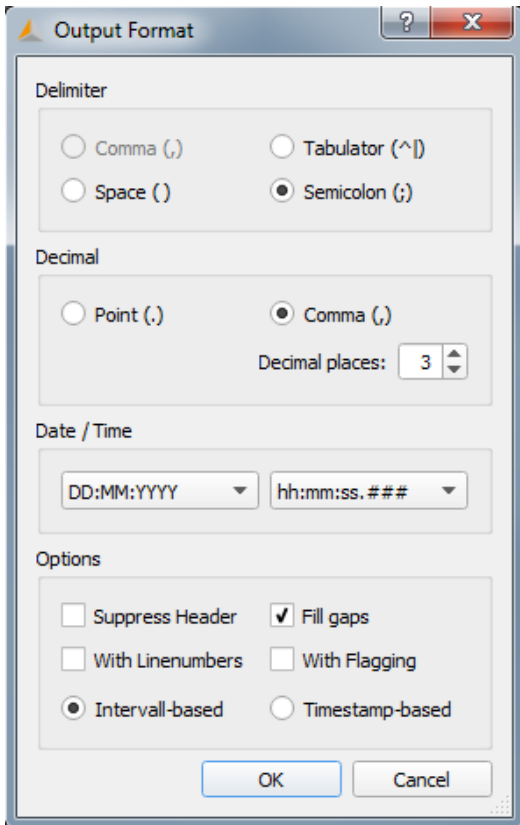 Output Format
?
Delimiter
Comma (,)
Tabulator (^|)
Space ( )
Semicolon (;)
Decimal
Point (.)
Comma (,)
Decimal places: 3
Date / Time
DD:MM:YYYY
hh:mm:ss.###
Options
Suppress Header
Fill gaps
With Linenumbers
With Flagging
Intervall-based
Timestamp-based
OK
Cancel